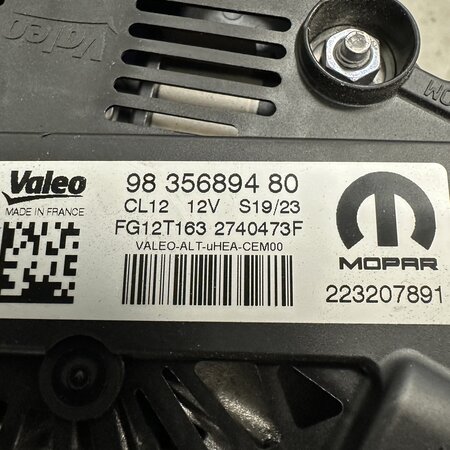 Valeo
Valeo
MADE IN FRANCE
98 356894 80
CL12 12V S19/23
FG12T163 2740473F
VALEO-ALT-uHEA-CEM00
MOPAR
223207891